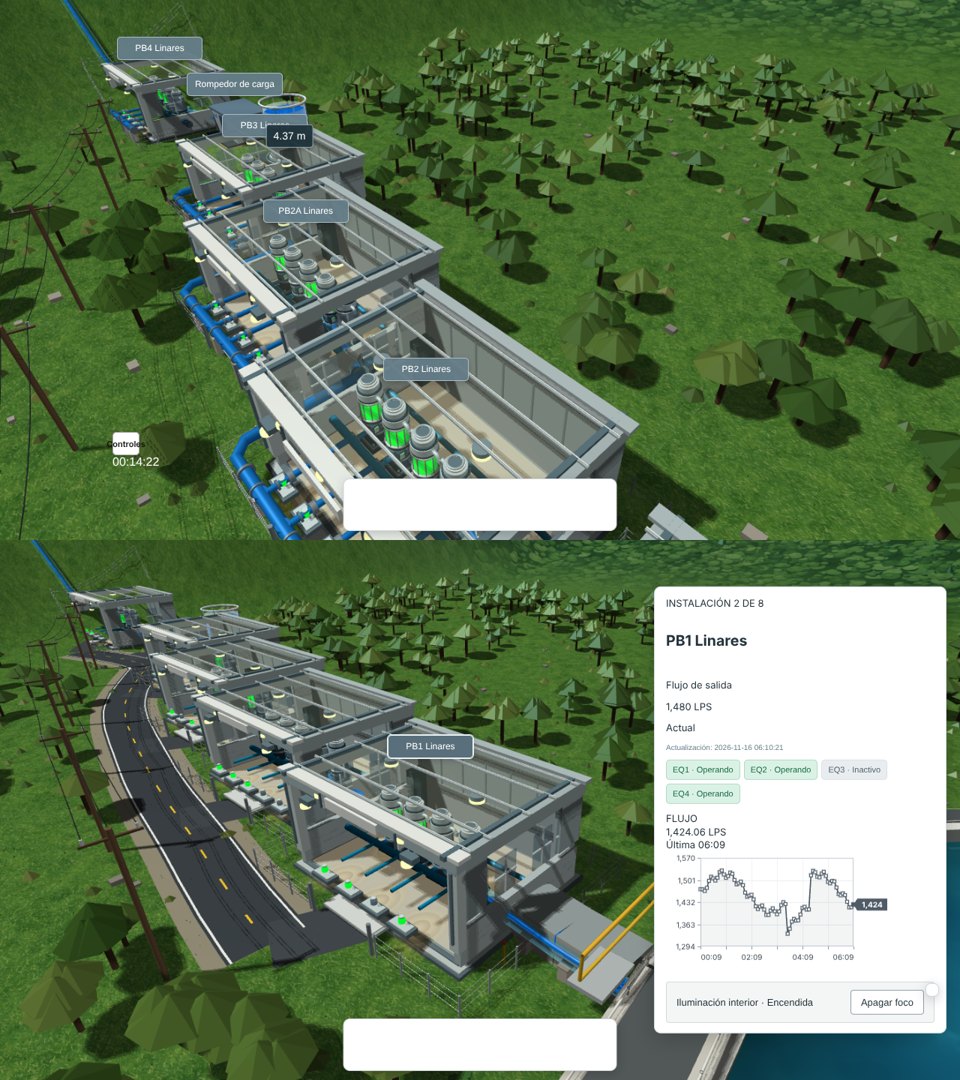 PB4 Linares
Rompedor de carga
PB3 Linares
4.37 m
PB2A Linares
PB2 Linares
Controles
00:14:22
INSTALACIÓN 2 DE 8
PB1 Linares
Flujo de salida
1,480 LPS
Actual
Actualización: 2026-11-16 06:10:21
EQ1 · Operando
EQ2 · Operando
EQ3 · Inactivo
EQ4 · Operando
FLUJO
1,424.06 LPS
Última 06:09
1,570
1,501
1,432
1,363
1,294
1,424
00:09
02:09
04:09
06:09
PB1 Linares
Iluminación interior · Encendida
Apagar foco